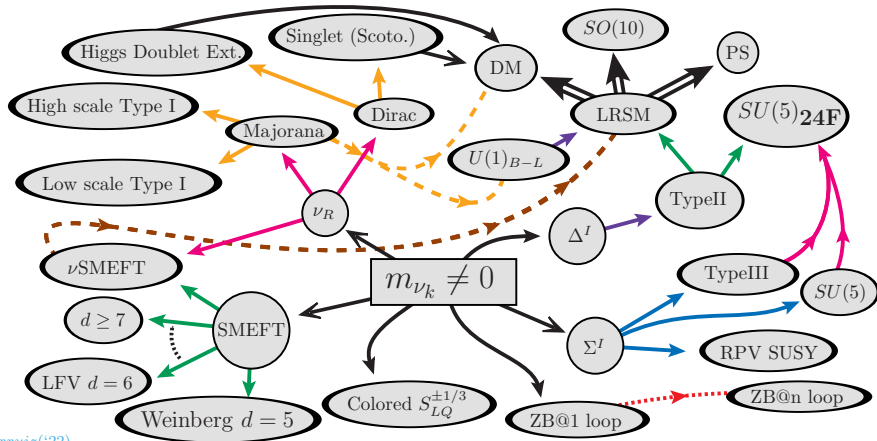 Higgs Doublet Ext.
Singlet (Scoto.)
SO(10)
PS
DM
High scale Type I
Majorana
Dirac
LRSM
SU(5)24F
Low scale Type I
U(1)B−L
TypeII
νR
ΔI
νSMEFT
mνk ≠ 0
TypeIII
SU(5)
d ≥ 7
SMEFT
ΣI
RPV SUSY
LFV d = 6
Weinberg d = 5
Colored S±1/3LQ
ZB@1 loop
ZB@n loop